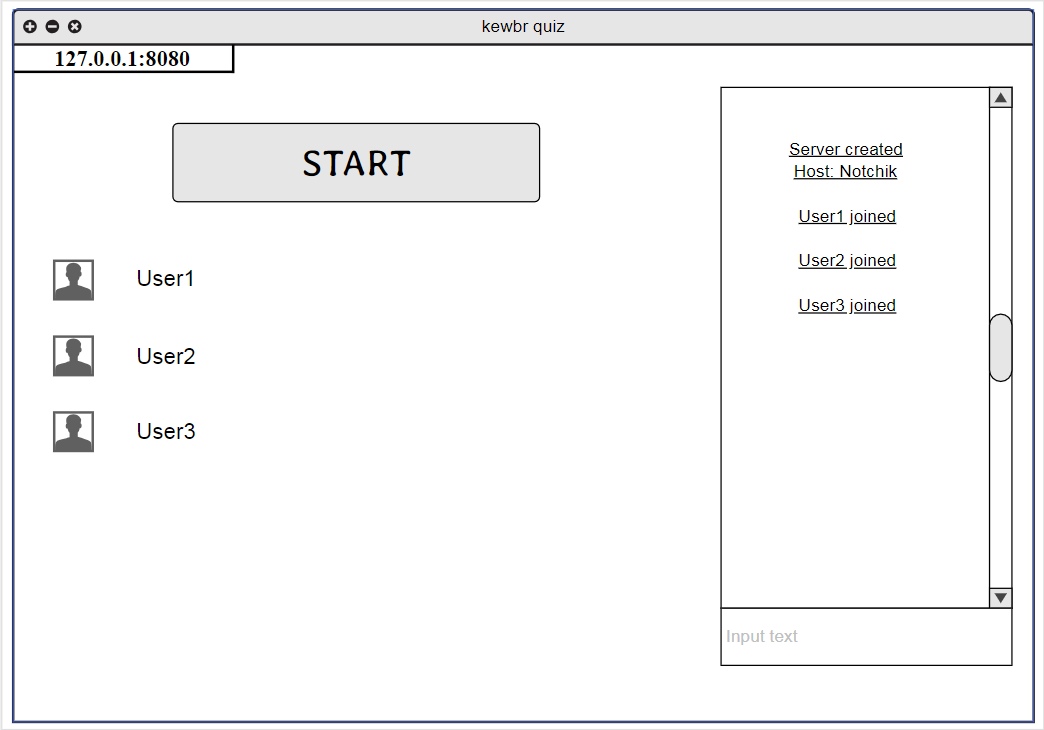 kewbr quiz
127.0.0.1:8080
START
User1
User2
User3
Server created
Host: Notchik
User1 joined
User2 joined
User3 joined
Input text